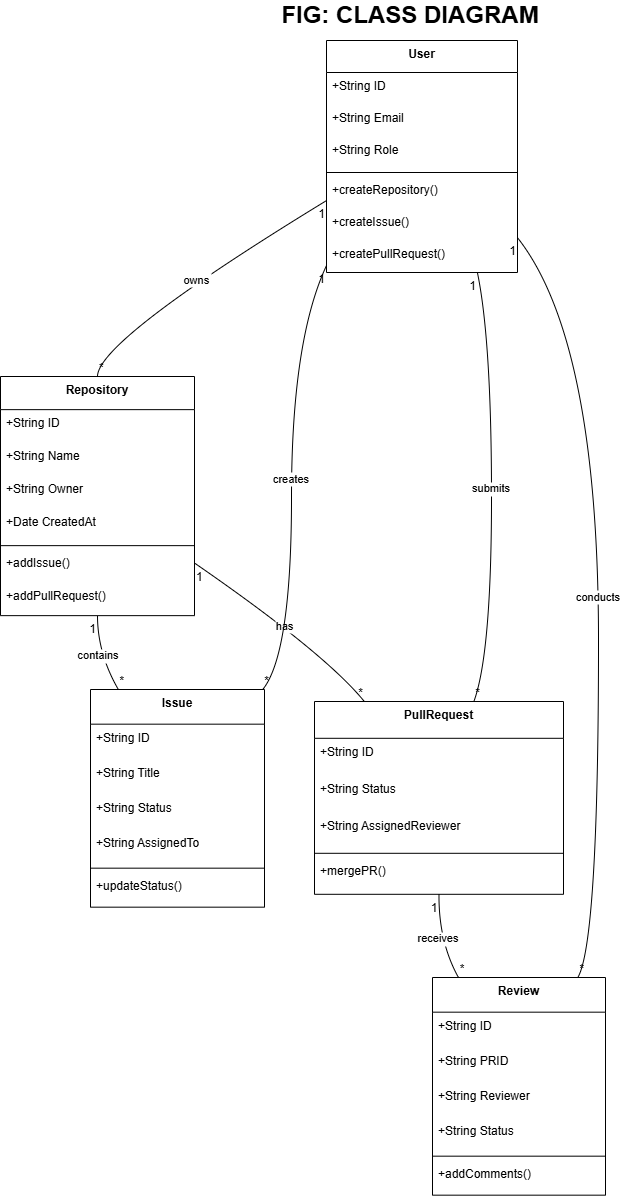 FIG: CLASS DIAGRAM
User
+String ID
+String Email
+String Role
+createRepository()
+createIssue()
+createPullRequest()
1
1
1
1
owns
*
Repository
+String ID
+String Name
+String Owner
+Date CreatedAt
+addIssue()
+addPullRequest()
creates
submits
conducts
1
has
1
contains
*
*
*
*
Issue
+String ID
+String Title
+String Status
+String AssignedTo
+updateStatus()
PullRequest
+String ID
+String Status
+String AssignedReviewer
+mergePR()
1
receives
*
*
Review
+String ID
+String PRID
+String Reviewer
+String Status
+addComments()